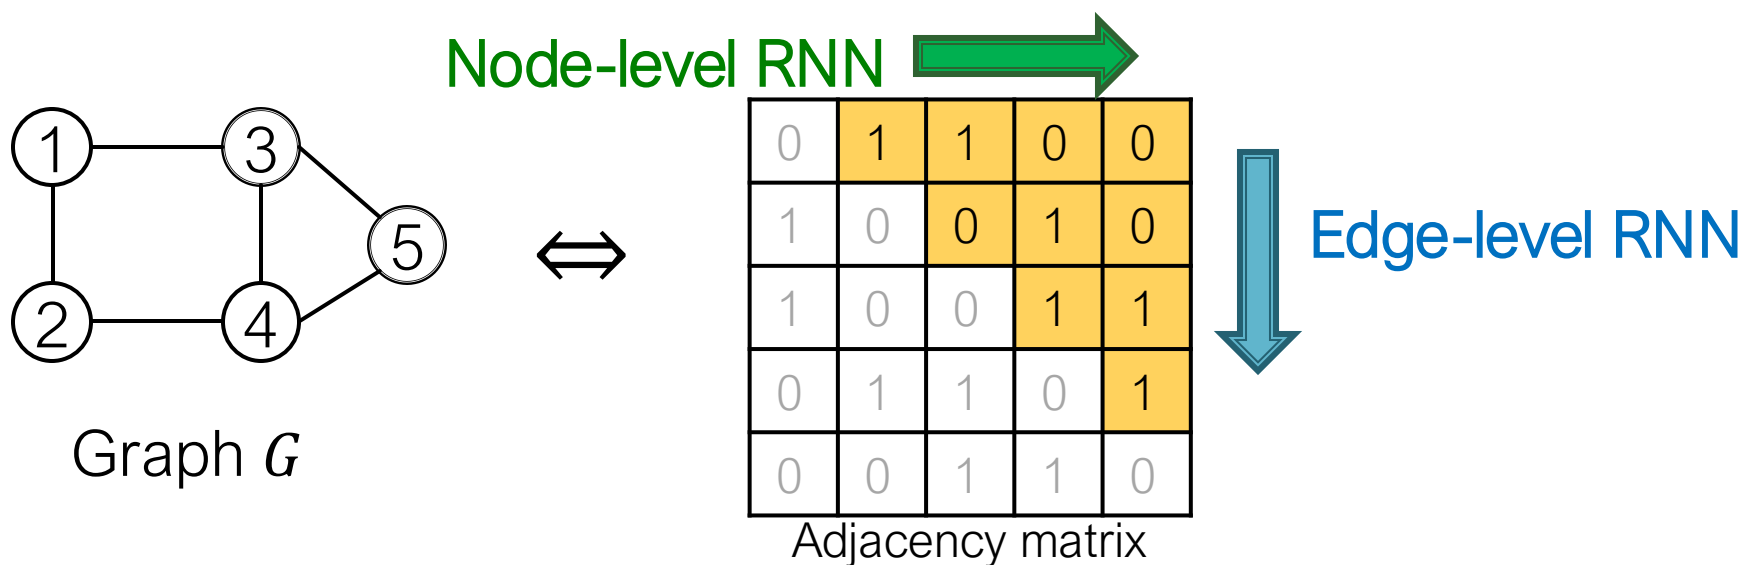 Node-level RNN
1 3
5
2 4
Graph G
0 1 1 0 0
1 0 0 1 0
1 0 0 1 1
0 1 1 0 1
0 0 1 1 0
Adjacency matrix
Edge-level RNN